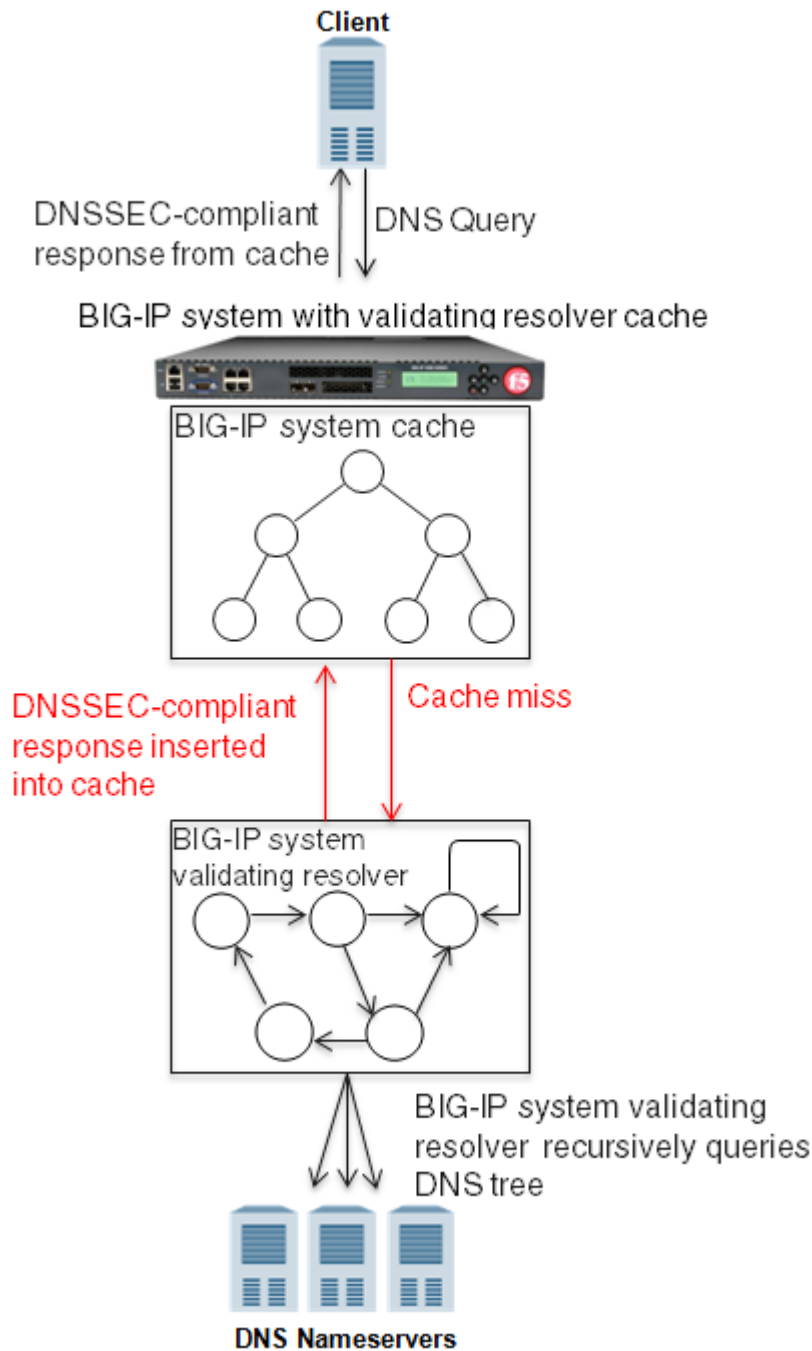 Client
DNSSEC-compliant
response from cache
DNS Query
BIG-IP system with validating resolver cache
f5
BIG-IP system cache
DNSSEC-compliant
response inserted
into cache
Cache miss
BIG-IP system
validating resolver
BIG-IP system validating
resolver recursively queries
DNS tree
DNS Nameservers